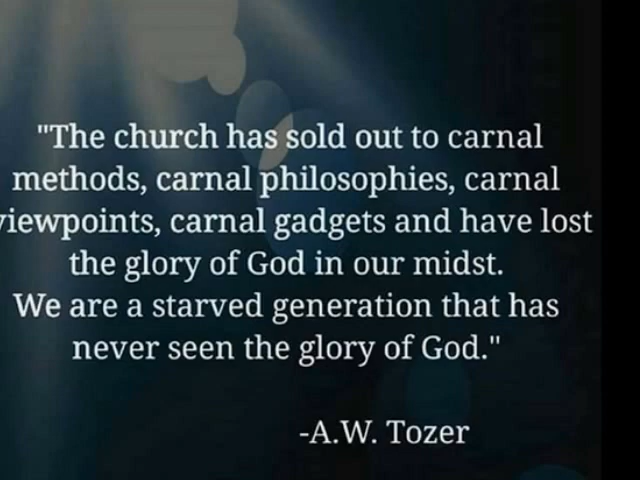 "The church has sold out to carnal
methods, carnal philosophies, carnal
viewpoints, carnal gadgets and have lost
the glory of God in our midst.
We are a starved generation that has
never seen the glory of God."
-A.W. Tozer